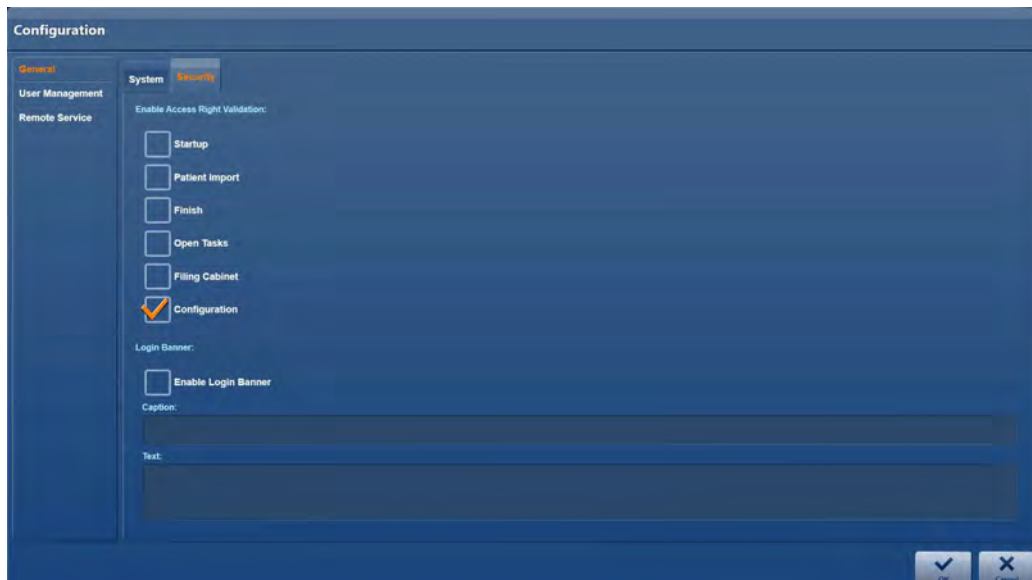 Configuration
General
User Management
Remote Service
System Security
Enable Access Right Validation:
Startup
Patient Import
Finish
Open Tasks
Filing Cabinet
Configuration
Login Banner:
Enable Login Banner
Caption:
Text: